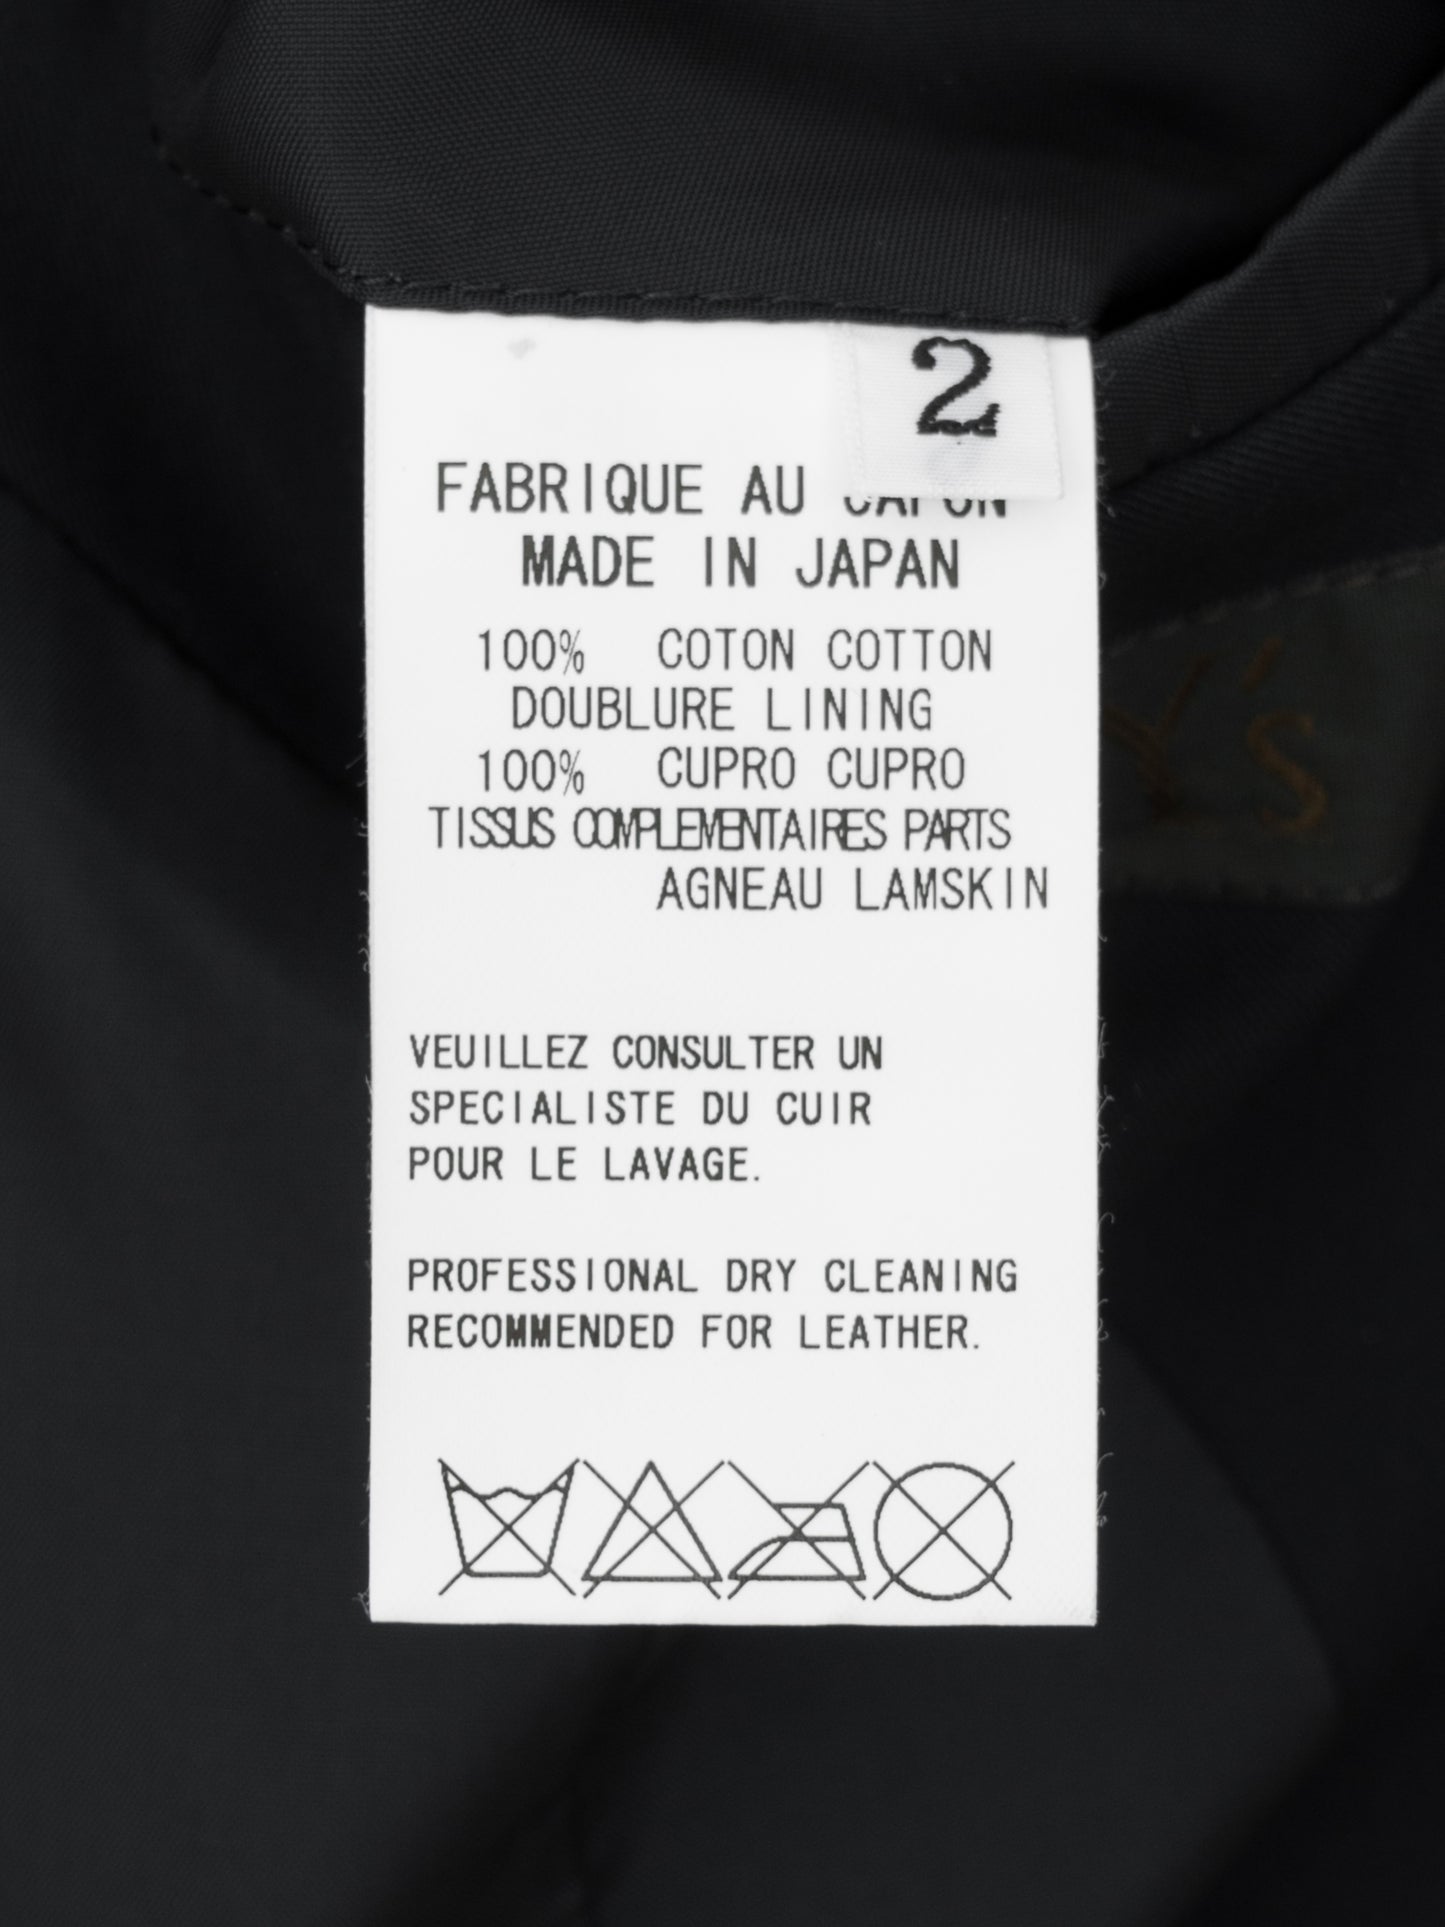 2
FABRIQUE AU JAPON
MADE IN JAPAN
100% COTON COTTON
DOUBLURE LINING
100% CUPRO CUPRO
TISSUS COMPLEMENTAIRES PARTS
AGNEAU LAMSKIN
VEUILLEZ CONSULTER UN
SPECIALISTE DU CUIR
POUR LE LAVAGE.
PROFESSIONAL DRY CLEANING
RECOMMENDED FOR LEATHER.
Y's